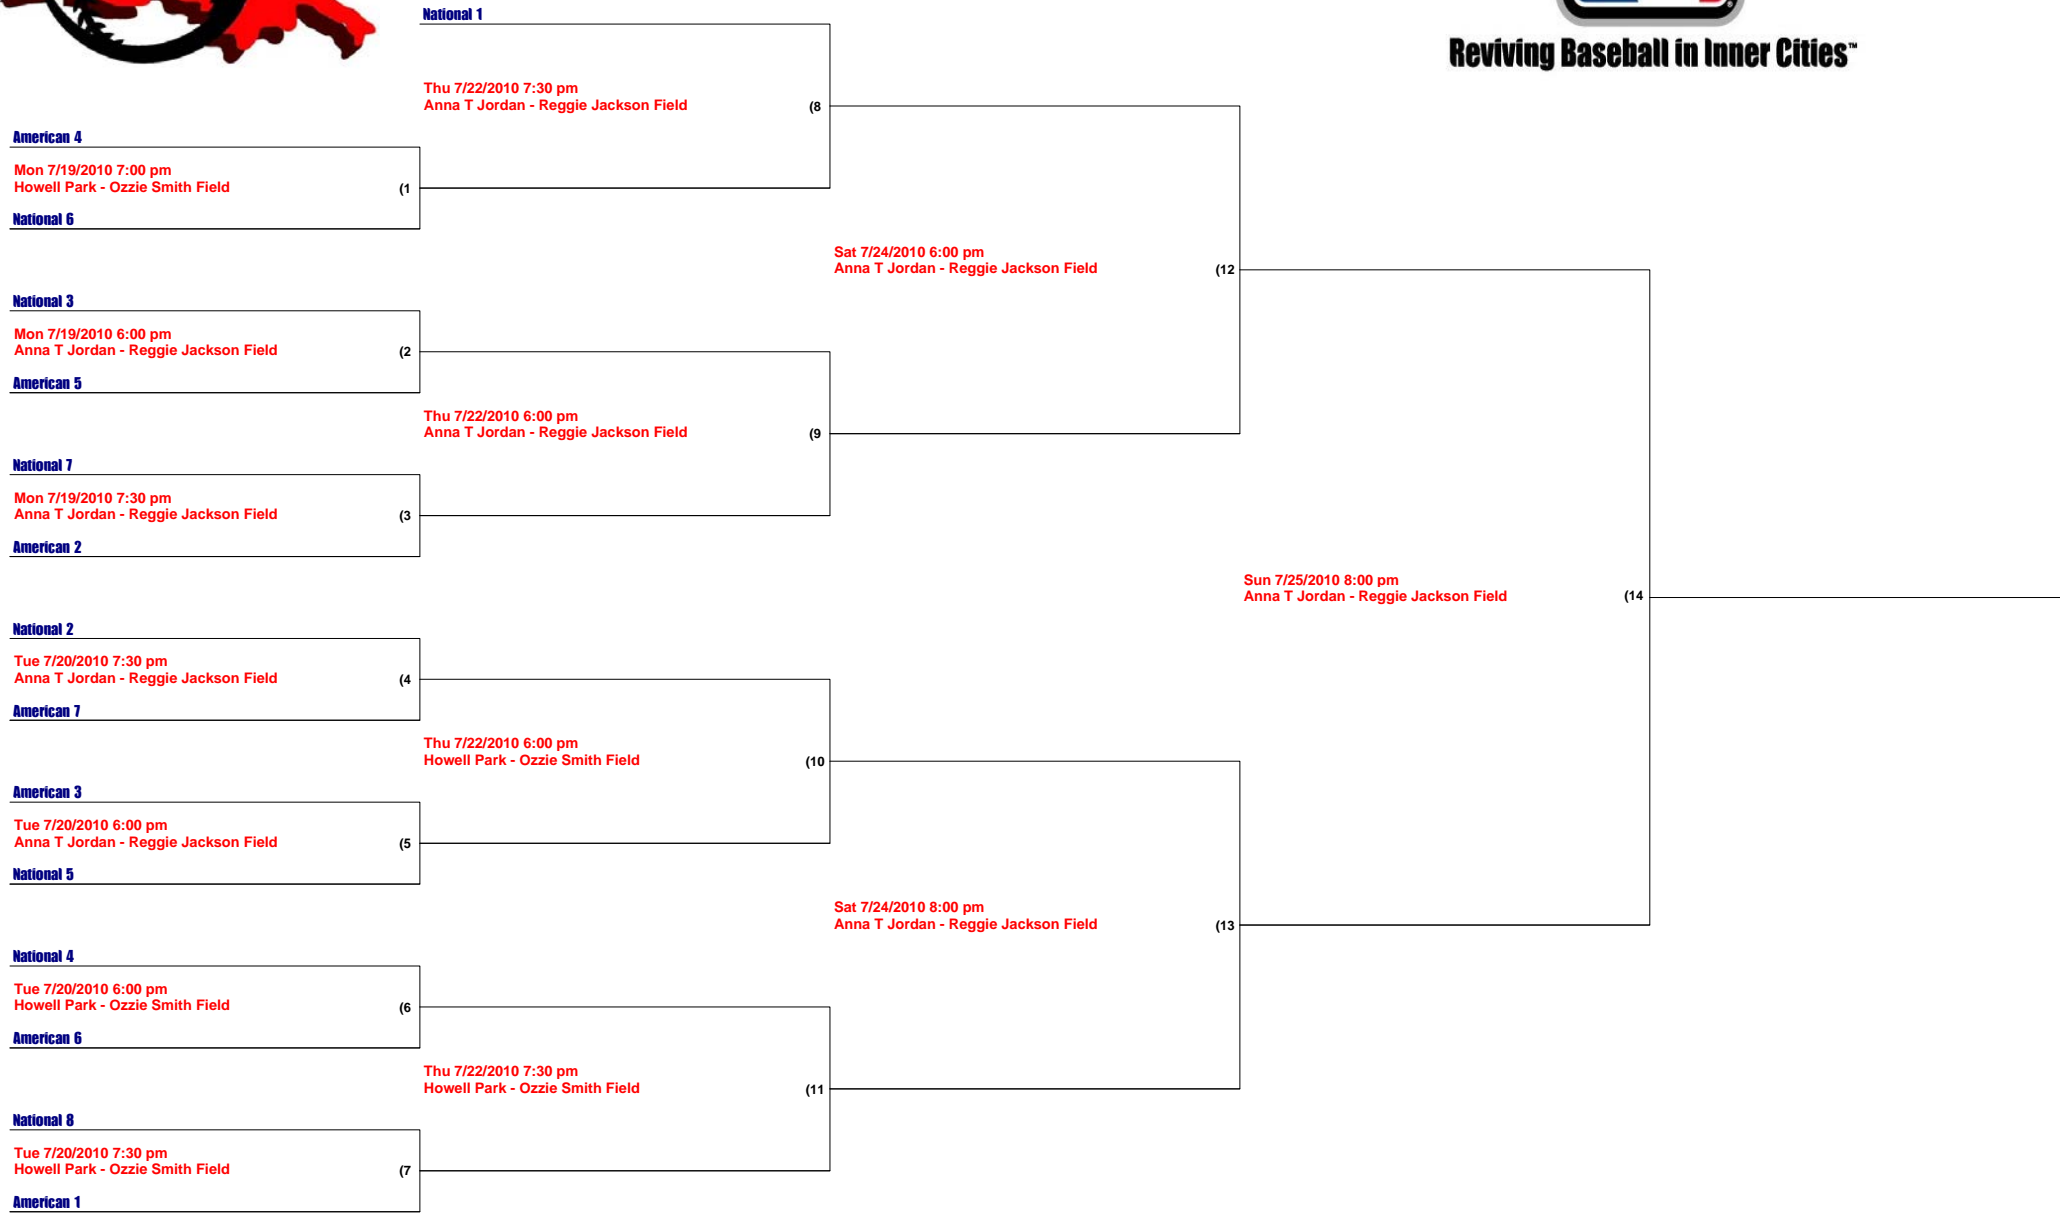 National 1
Reviving Baseball in Inner Cities™
Thu 7/22/2010 7:30 pm
Anna T Jordan - Reggie Jackson Field
(8
American 4
Mon 7/19/2010 7:00 pm
Howell Park - Ozzie Smith Field
(1
National 6
Sat 7/24/2010 6:00 pm
Anna T Jordan - Reggie Jackson Field
(12
National 3
Mon 7/19/2010 6:00 pm
Anna T Jordan - Reggie Jackson Field
(2
American 5
Thu 7/22/2010 6:00 pm
Anna T Jordan - Reggie Jackson Field
(9
National 7
Mon 7/19/2010 7:30 pm
Anna T Jordan - Reggie Jackson Field
(3
American 2
Sun 7/25/2010 8:00 pm
Anna T Jordan - Reggie Jackson Field
(14
National 2
Tue 7/20/2010 7:30 pm
Anna T Jordan - Reggie Jackson Field
(4
American 7
Thu 7/22/2010 6:00 pm
Howell Park - Ozzie Smith Field
(10
American 3
Tue 7/20/2010 6:00 pm
Anna T Jordan - Reggie Jackson Field
(5
National 5
Sat 7/24/2010 8:00 pm
Anna T Jordan - Reggie Jackson Field
(13
National 4
Tue 7/20/2010 6:00 pm
Howell Park - Ozzie Smith Field
(6
American 6
Thu 7/22/2010 7:30 pm
Howell Park - Ozzie Smith Field
(11
National 8
Tue 7/20/2010 7:30 pm
Howell Park - Ozzie Smith Field
(7
American 1